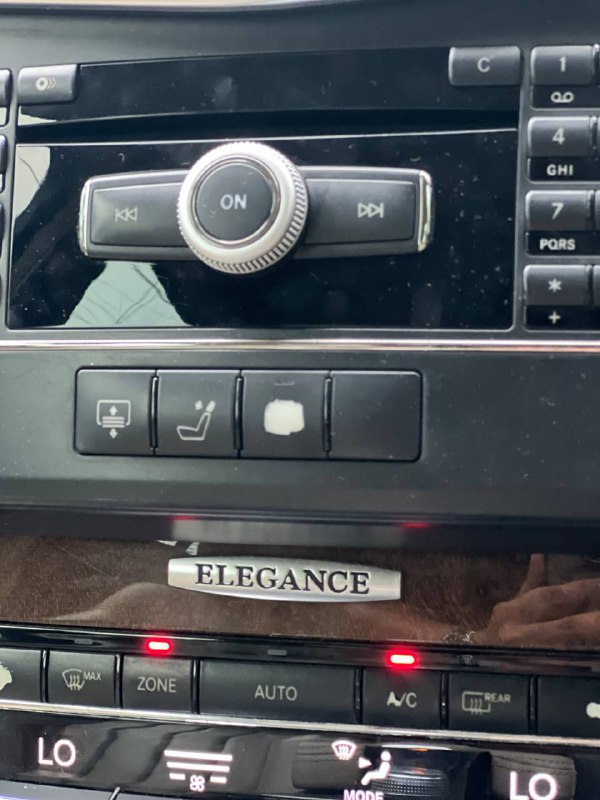 C 1
4
GHI
ON
7
PQRS
*
+
ELEGANCE
MAX ZONE AUTO A/C REAR
LO
MODE
LO